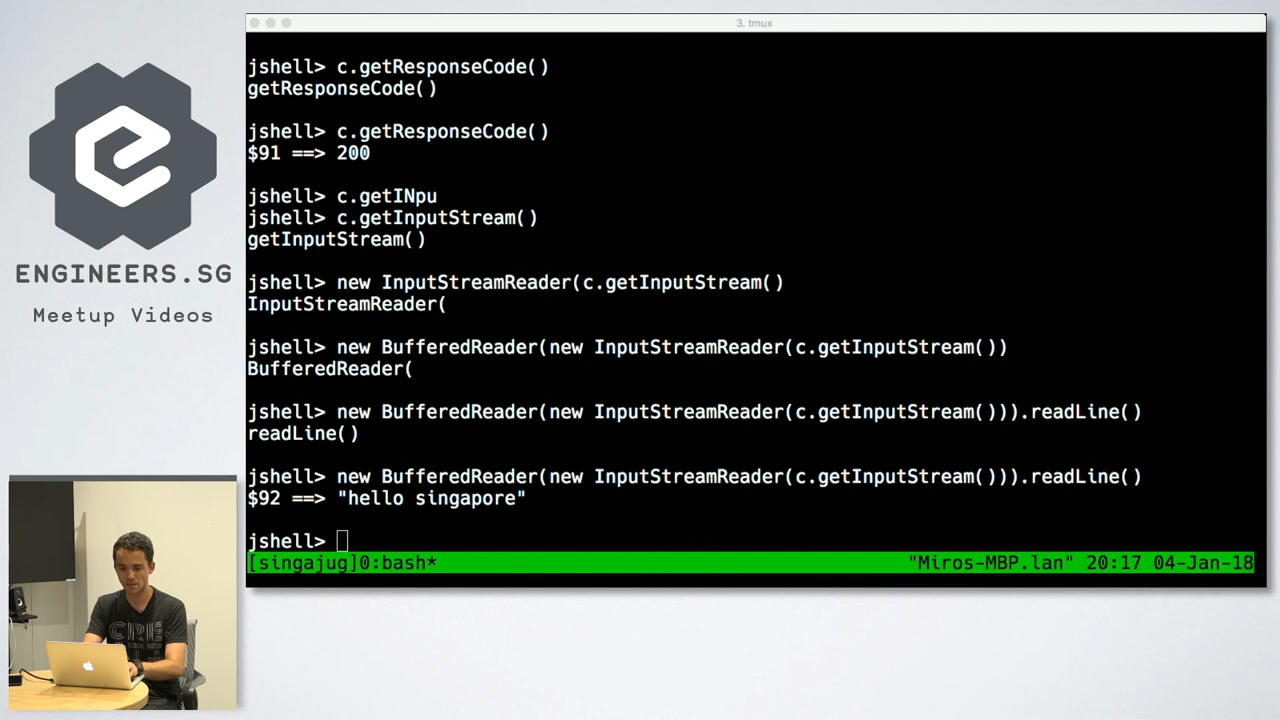 3. tmux
jshell> c.getResponseCode()
getResponseCode()
jshell> c.getResponseCode()
$91 ==> 200
jshell> c.getINpu
jshell> c.getInputStream()
getInputStream()
jshell> new InputStreamReader(c.getInputStream()
InputStreamReader(
jshell> new BufferedReader(new InputStreamReader(c.getInputStream())
BufferedReader(
jshell> new BufferedReader(new InputStreamReader(c.getInputStream())).readLine()
readLine()
jshell> new BufferedReader(new InputStreamReader(c.getInputStream())).readLine()
$92 ==> "hello singapore"
jshell>
[singajug]0:bash* "Miros-MBP.lan" 20:17 04-Jan-18
ENGINEERS.SG
Meetup Videos